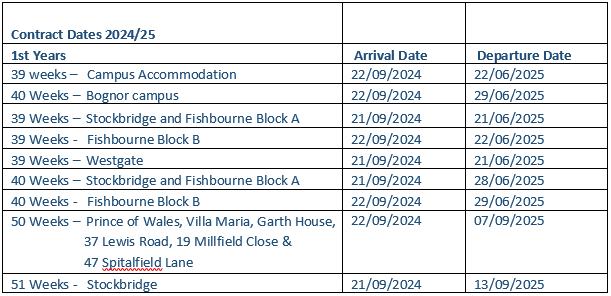 Contract Dates 2024/25
1st Years Arrival Date Departure Date
39 weeks – Campus Accommodation 22/09/2024 22/06/2025
40 Weeks – Bognor campus 22/09/2024 29/06/2025
39 Weeks – Stockbridge and Fishbourne Block A 21/09/2024 21/06/2025
39 Weeks - Fishbourne Block B 22/09/2024 22/06/2025
39 Weeks – Westgate 21/09/2024 21/06/2025
40 Weeks – Stockbridge and Fishbourne Block A 21/09/2024 28/06/2025
40 Weeks - Fishbourne Block B 22/09/2024 29/06/2025
50 Weeks – Prince of Wales, Villa Maria, Garth House, 22/09/2024 07/09/2025
37 Lewis Road, 19 Millfield Close &
47 Spitalfield Lane
51 Weeks - Stockbridge 21/09/2024 13/09/2025